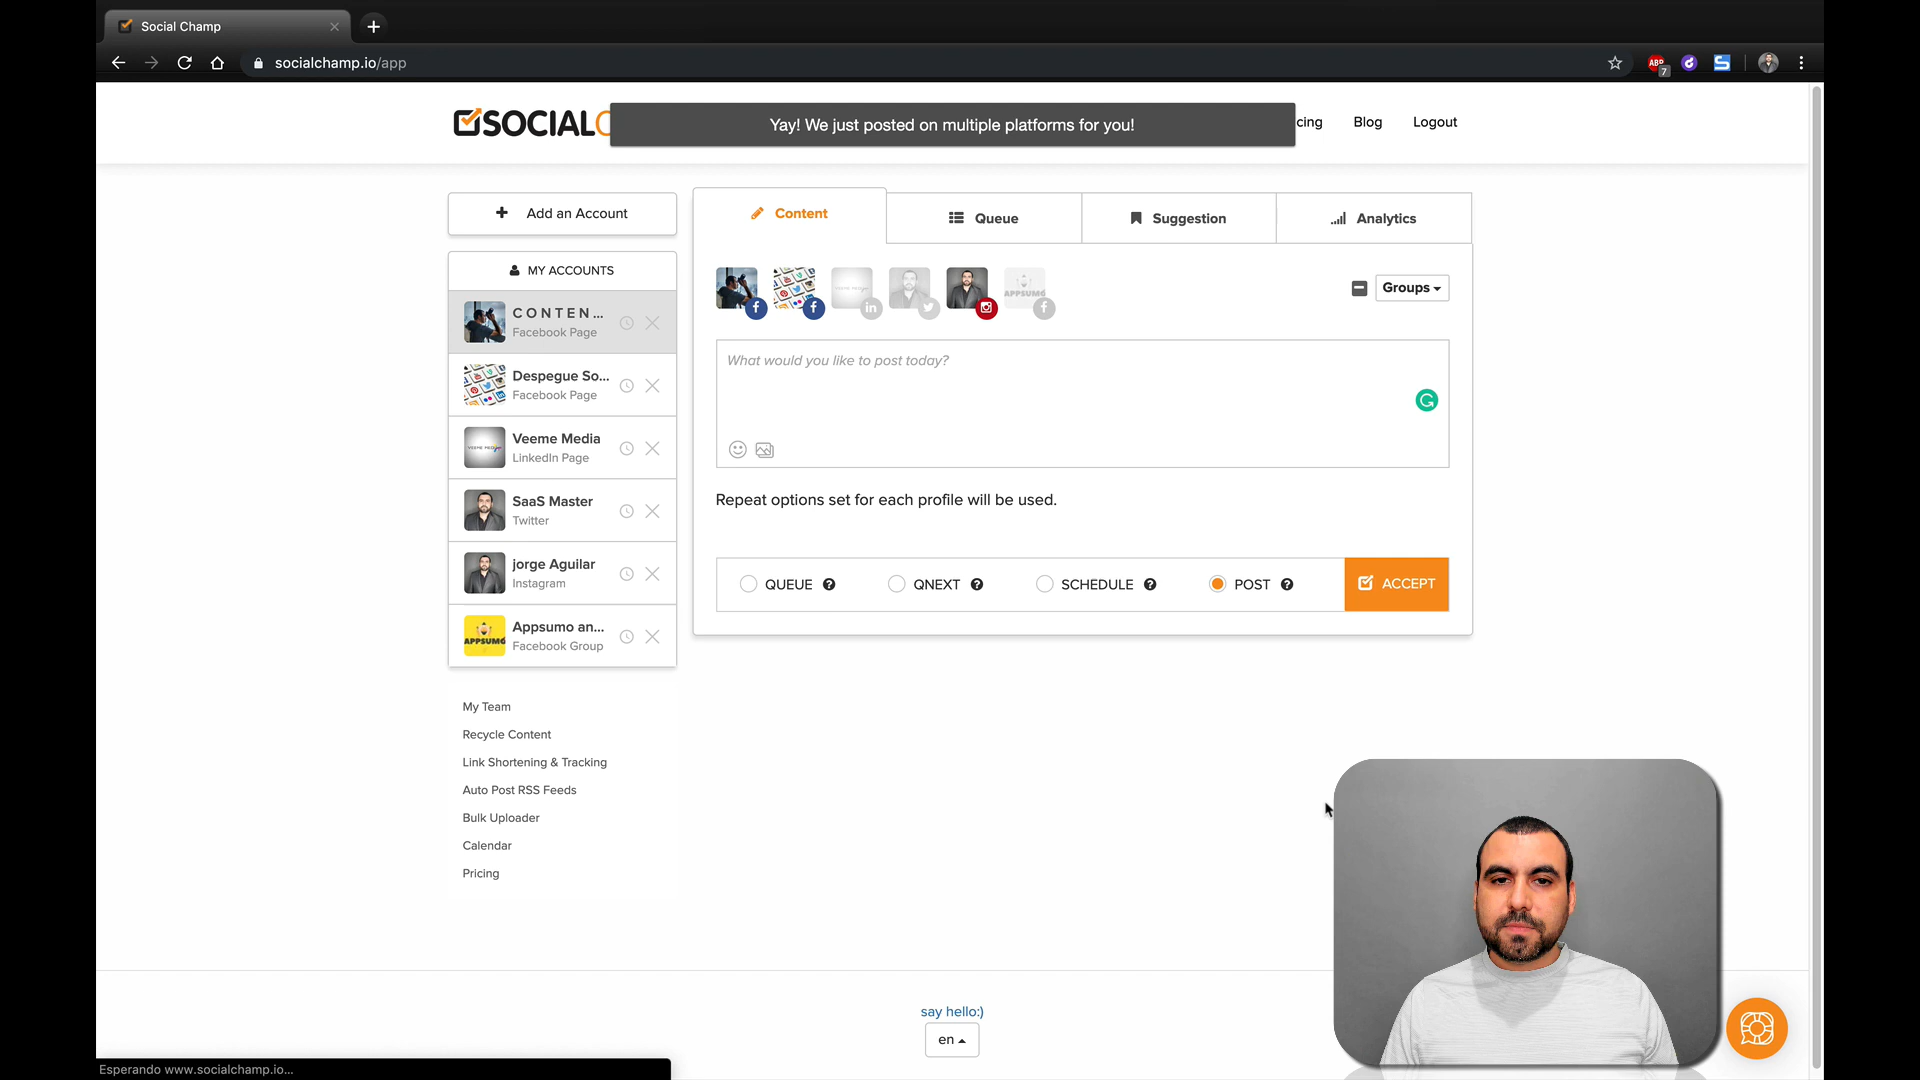 Social Champ
socialchamp.io/app
ABP
7
SOCIAL
Yay! We just posted on multiple platforms for you!
cing
Blog
Logout
Add an Account
MY ACCOUNTS
C O N T E N ...
Facebook Page
Despegue So...
Facebook Page
Veeme Media
LinkedIn Page
SaaS Master
Twitter
jorge Aguilar
Instagram
APPSUMO
Appsumo an...
Facebook Group
My Team
Recycle Content
Link Shortening & Tracking
Auto Post RSS Feeds
Bulk Uploader
Calendar
Pricing
Content
Queue
Suggestion
Analytics
APPSUMO
Groups
What would you like to post today?
Repeat options set for each profile will be used.
QUEUE
QNEXT
SCHEDULE
POST
ACCEPT
say hello:)
en
Esperando www.socialchamp.io...